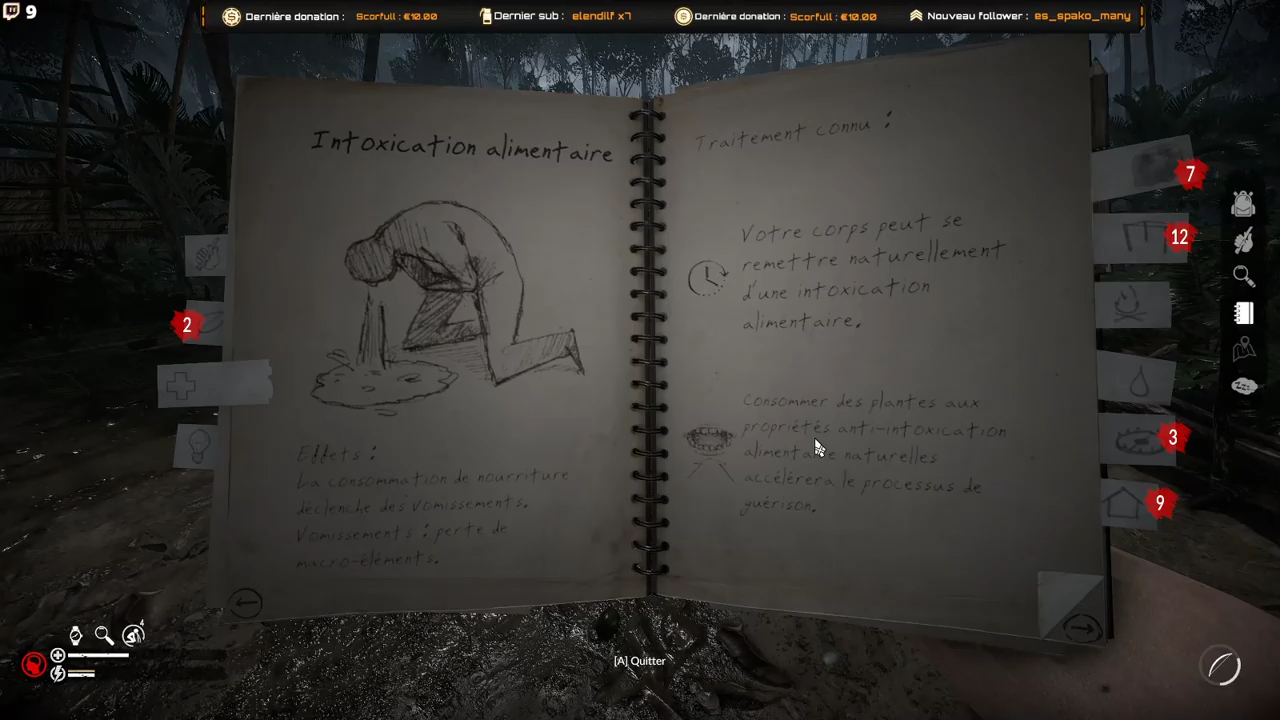 9
Dernière donation : Scorfull : €10.00 Dernier sub : elendilf x7 Dernière donation : Scorfull : €10.00 Nouveau follower : es_spako_many
Intoxication alimentaire
Effets :
La consommation de nourriture
déclenche des vomissements.
Vomissements : perte de
macro-éléments.
Traitement connu :
Votre corps peut se
remettre naturellement
d'une intoxication
alimentaire.
Consommer des plantes aux
propriétés anti-intoxication
alimentaire naturelles
accélérera le processus de
guérison.
2
7
12
3
9
Zz
[A] Quitter